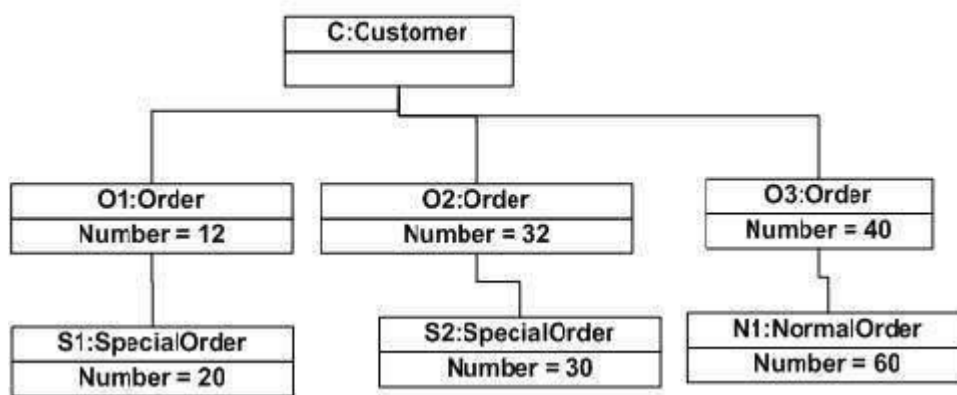 C:Customer
O1:Order
Number = 12
O2:Order
Number = 32
O3:Order
Number = 40
S1:SpecialOrder
Number = 20
S2:SpecialOrder
Number = 30
N1:NormalOrder
Number = 60